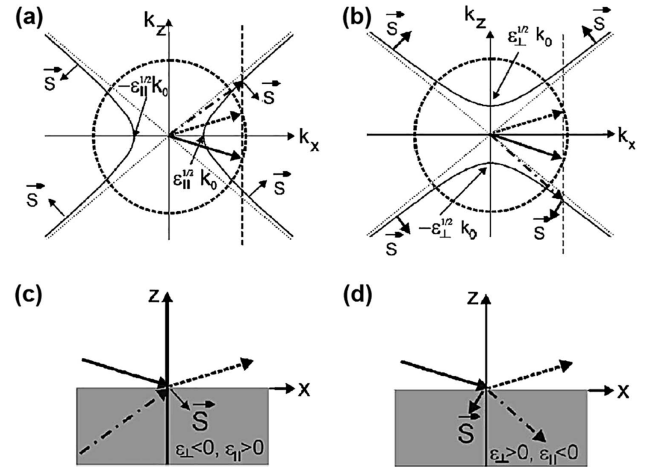 (a)
k_z
S
−ε_||^{1/2} k_0
S
k_x
ε_||^{1/2} k_0
S
S
(b)
k_z
S
ε_⊥^{1/2} k_0
S
k_x
S
−ε_⊥^{1/2} k_0
S
(c)
z
x
S
ε_⊥<0, ε_||>0
(d)
z
x
S
ε_⊥>0, ε_||<0